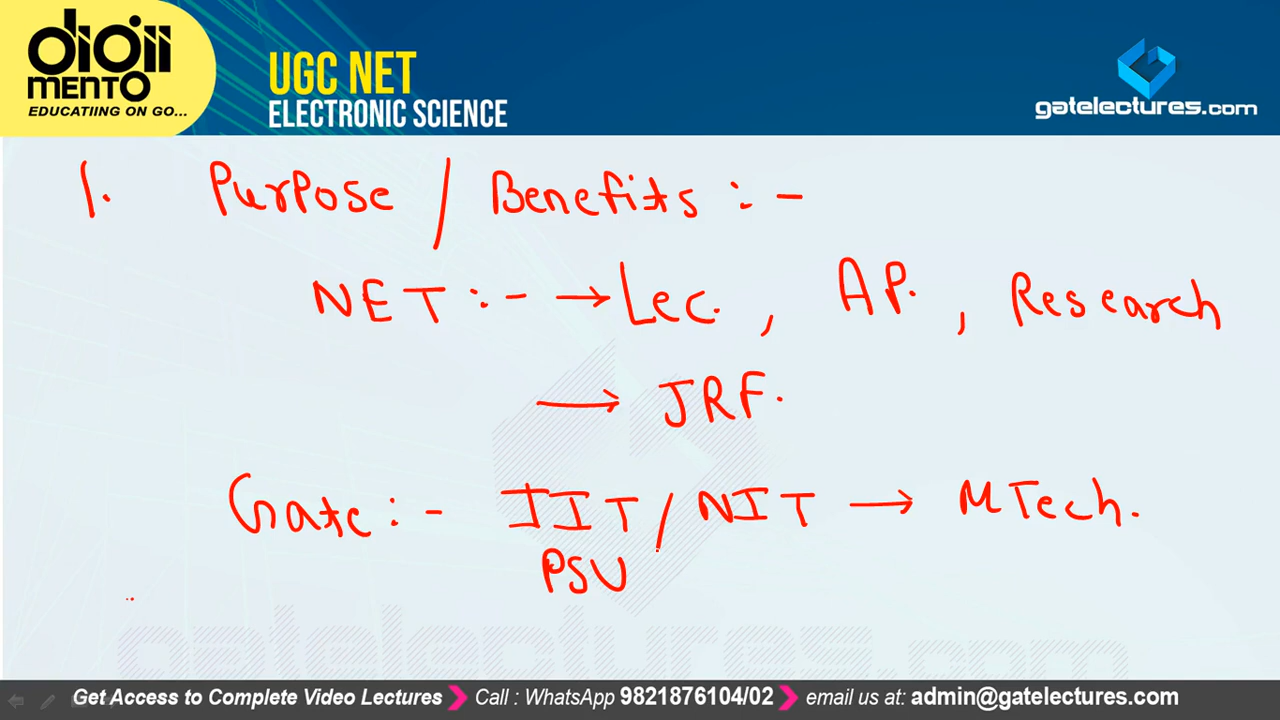 digii
MENTO
EDUCATIING ON GO...
UGC NET
ELECTRONIC SCIENCE
gatelectures.com
1. Purpose / Benefits : -
NET : - → Lec. , AP. , Research
→ JRF.
Gate : - IIT / NIT → MTech.
PSU
gatelectures.com
Get Access to Complete Video Lectures Call : WhatsApp 9821876104/02 email us at: admin@gatelectures.com